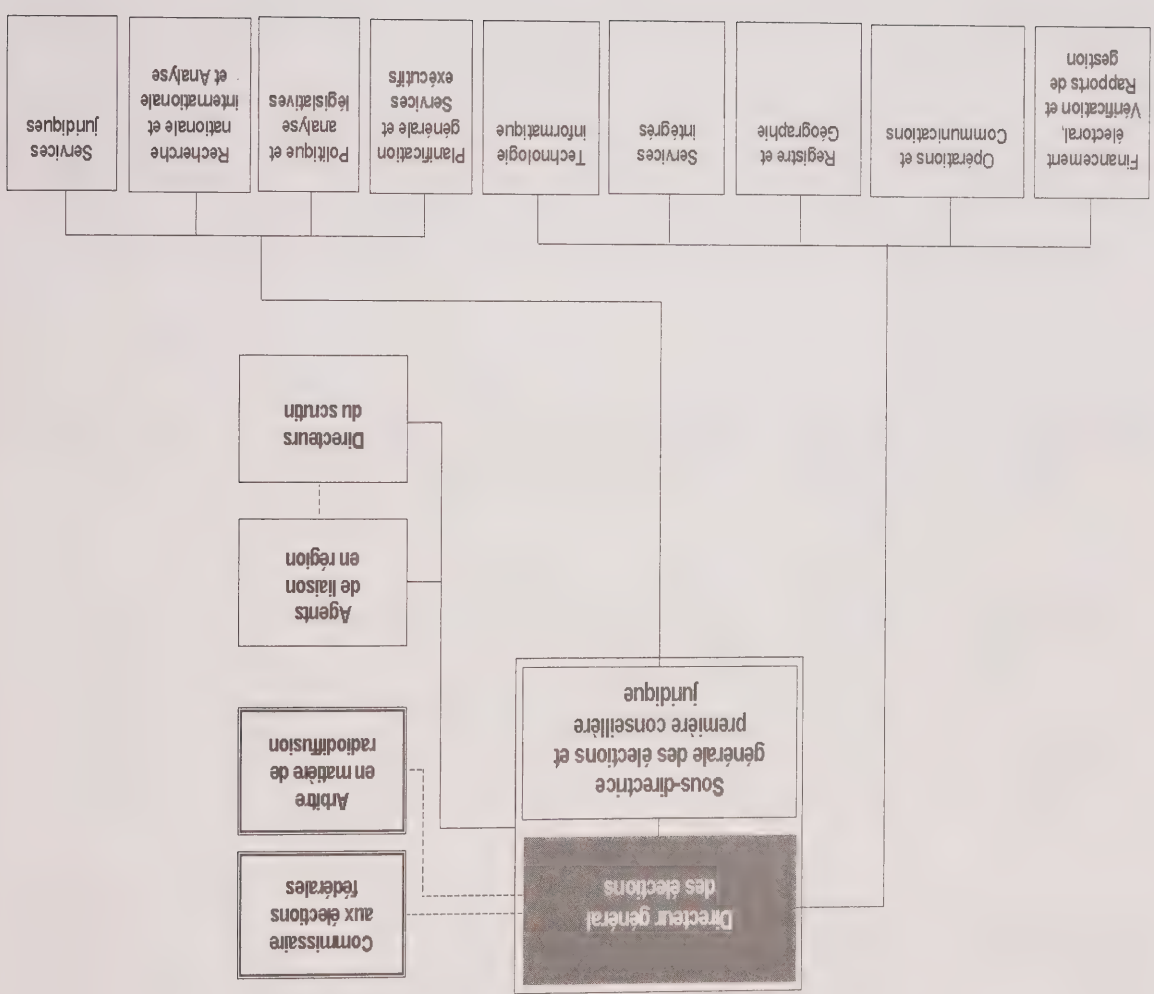 Directeur général
des élections
Commissaire
aux élections
fédérales
Sous-directrice
générale des élections et
première conseillère
juridique
Arbitre
en matière de
radiodiffusion
Agents
de liaison
en région
Directeurs
du scrutin
Financement
électoral,
Vérification et
Rapports de
gestion
Opérations et
Communications
Registre et
Géographie
Services
intégrés
Technologie
informatique
Planification
générale et
Services
exécutifs
Politique et
analyse
législatives
Recherche
nationale et
internationale
et Analyse
Services
juridiques